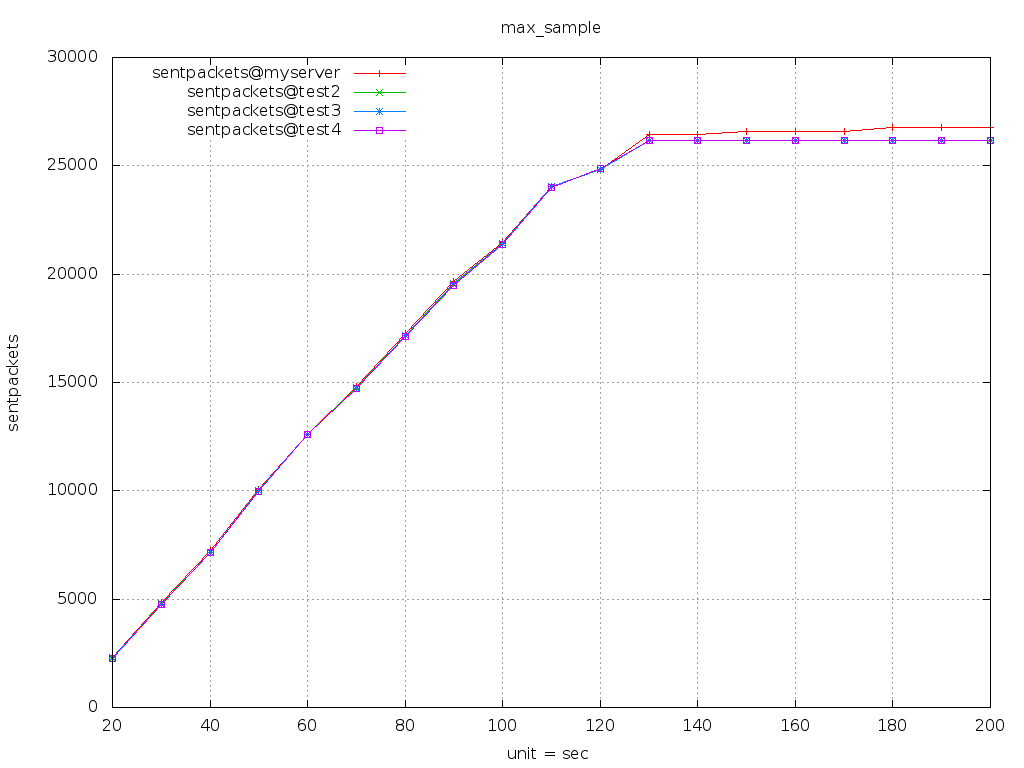 max_sample
30000
25000
20000
15000
10000
5000
0
sentpackets@myserver
sentpackets@test2
sentpackets@test3
sentpackets@test4
sentpackets
20 40 60 80 100 120 140 160 180 200
unit = sec